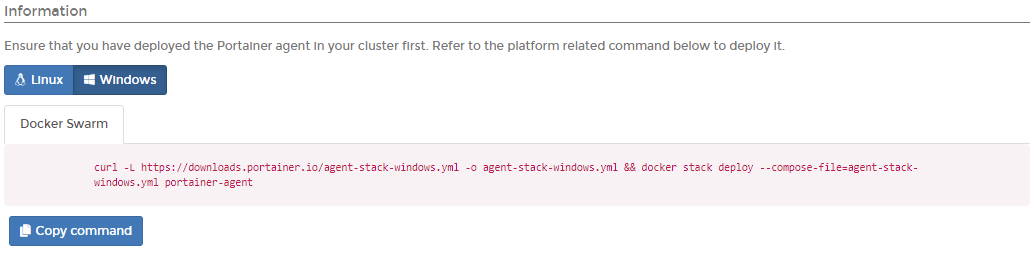 Information
Ensure that you have deployed the Portainer agent in your cluster first. Refer to the platform related command below to deploy it.
Linux Windows
Docker Swarm
curl -L https://downloads.portainer.io/agent-stack-windows.yml -o agent-stack-windows.yml && docker stack deploy --compose-file=agent-stack-
windows.yml portainer-agent
Copy command